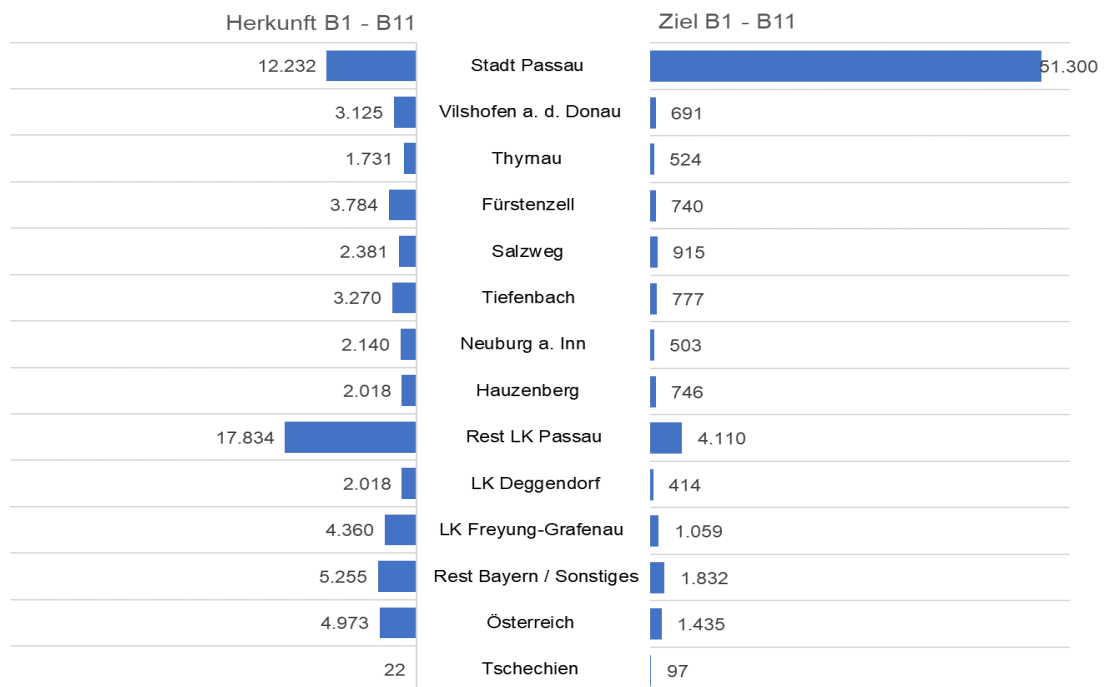 Herkunft B1 - B11 Ziel B1 - B11
12.232 Stadt Passau 51.300
3.125 Vilshofen a. d. Donau 691
1.731 Thyrnau 524
3.784 Fürstenzell 740
2.381 Salzweg 915
3.270 Tiefenbach 777
2.140 Neuburg a. Inn 503
2.018 Hauzenberg 746
17.834 Rest LK Passau 4.110
2.018 LK Deggendorf 414
4.360 LK Freyung-Grafenau 1.059
5.255 Rest Bayern / Sonstiges 1.832
4.973 Österreich 1.435
22 Tschechien 97